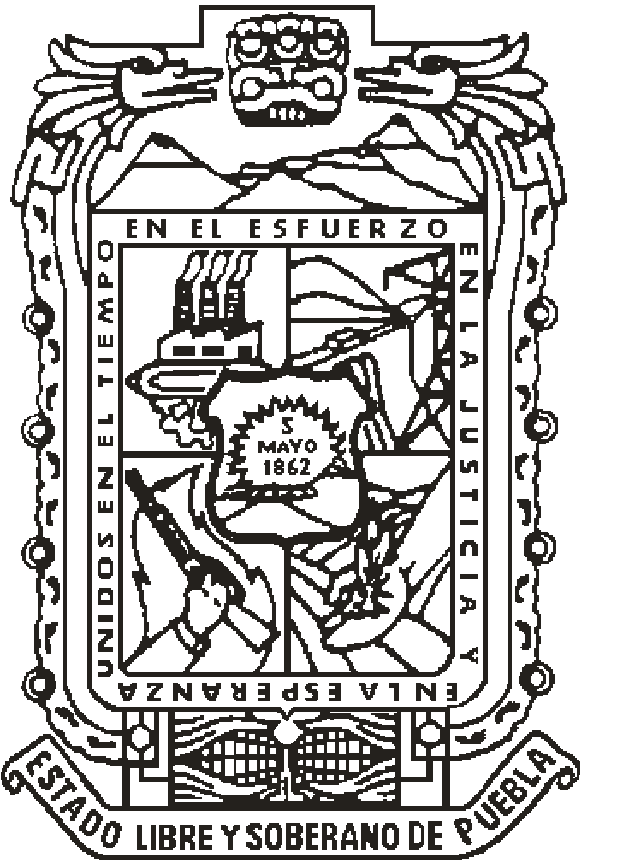 UNIDOS EN EL TIEMPO
EN EL ESFUERZO
EN LA JUSTICIA Y
EN LA ESPERANZA
5
MAYO
1862
ESTADO LIBRE Y SOBERANO DE PUEBLA